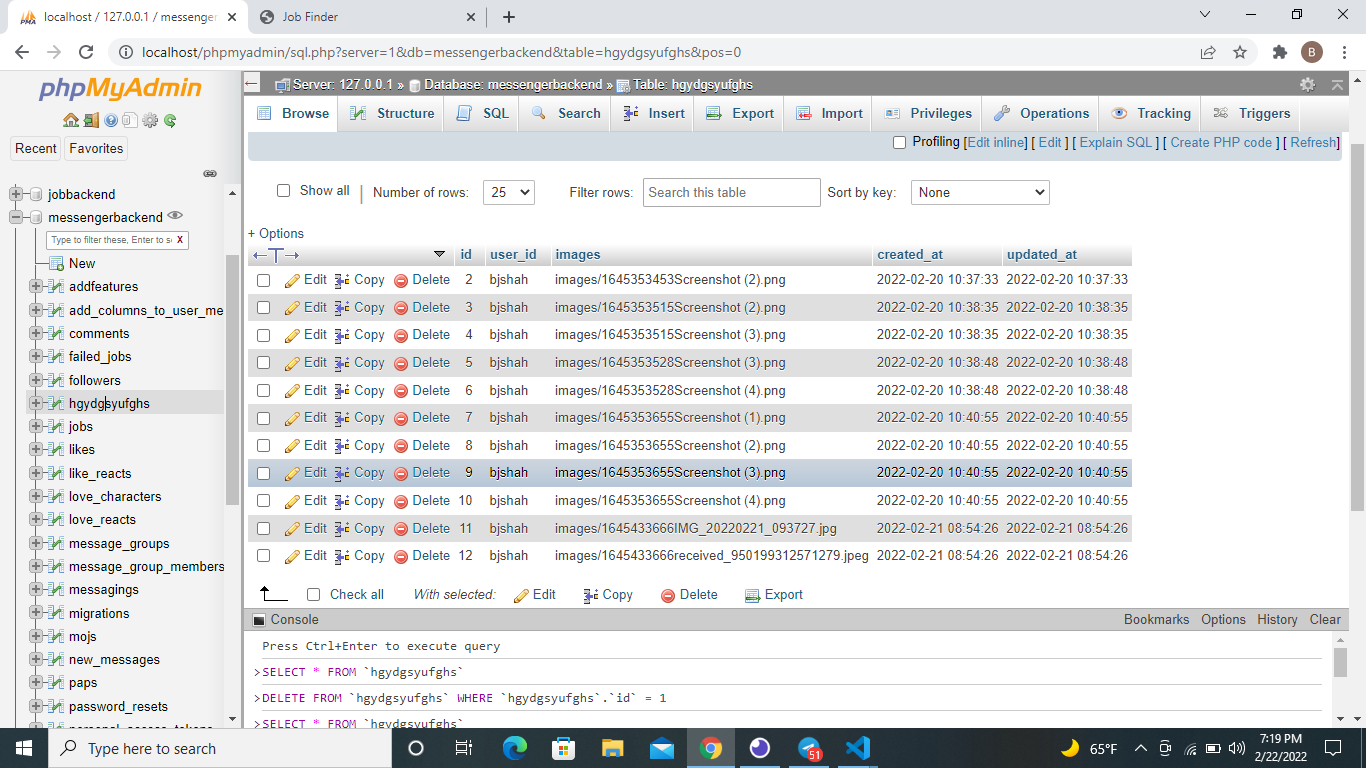 localhost / 127.0.0.1 / messenger
Job Finder
localhost/phpmyadmin/sql.php?server=1&db=messengerbackend&table=hgydgsyufghs&pos=0
B
phpMyAdmin
Recent
Favorites
jobbackend
messengerbackend
Type to filter these, Enter to s
X
New
addfeatures
add_columns_to_user_me
comments
failed_jobs
followers
hgydgsyufghs
jobs
likes
like_reacts
love_characters
love_reacts
message_groups
message_group_members
messagings
migrations
mojs
new_messages
paps
password_resets
personal_access_tokens
Server: 127.0.0.1 » Database: messengerbackend » Table: hgydgsyufghs
Browse Structure SQL Search Insert Export Import Privileges Operations Tracking Triggers
Profiling [Edit inline] [ Edit ] [ Explain SQL ] [ Create PHP code ] [ Refresh]
Show all | Number of rows: 25 Filter rows: Search this table Sort by key: None
+ Options
←T→ id user_id images created_at updated_at
Edit Copy Delete 2 bjshah images/1645353453Screenshot (2).png 2022-02-20 10:37:33 2022-02-20 10:37:33
Edit Copy Delete 3 bjshah images/1645353515Screenshot (2).png 2022-02-20 10:38:35 2022-02-20 10:38:35
Edit Copy Delete 4 bjshah images/1645353515Screenshot (3).png 2022-02-20 10:38:35 2022-02-20 10:38:35
Edit Copy Delete 5 bjshah images/1645353528Screenshot (3).png 2022-02-20 10:38:48 2022-02-20 10:38:48
Edit Copy Delete 6 bjshah images/1645353528Screenshot (4).png 2022-02-20 10:38:48 2022-02-20 10:38:48
Edit Copy Delete 7 bjshah images/1645353655Screenshot (1).png 2022-02-20 10:40:55 2022-02-20 10:40:55
Edit Copy Delete 8 bjshah images/1645353655Screenshot (2).png 2022-02-20 10:40:55 2022-02-20 10:40:55
Edit Copy Delete 9 bjshah images/1645353655Screenshot (3).png 2022-02-20 10:40:55 2022-02-20 10:40:55
Edit Copy Delete 10 bjshah images/1645353655Screenshot (4).png 2022-02-20 10:40:55 2022-02-20 10:40:55
Edit Copy Delete 11 bjshah images/1645433666IMG_20220221_093727.jpg 2022-02-21 08:54:26 2022-02-21 08:54:26
Edit Copy Delete 12 bjshah images/1645433666received_950199312571279.jpeg 2022-02-21 08:54:26 2022-02-21 08:54:26
Check all With selected: Edit Copy Delete Export
Console Bookmarks Options History Clear
Press Ctrl+Enter to execute query
>SELECT * FROM `hgydgsyufghs`
>DELETE FROM `hgydgsyufghs` WHERE `hgydgsyufghs`.`id` = 1
>SELECT * FROM `hgydgsyufghs`
Type here to search
51
65°F
7:19 PM
2/22/2022